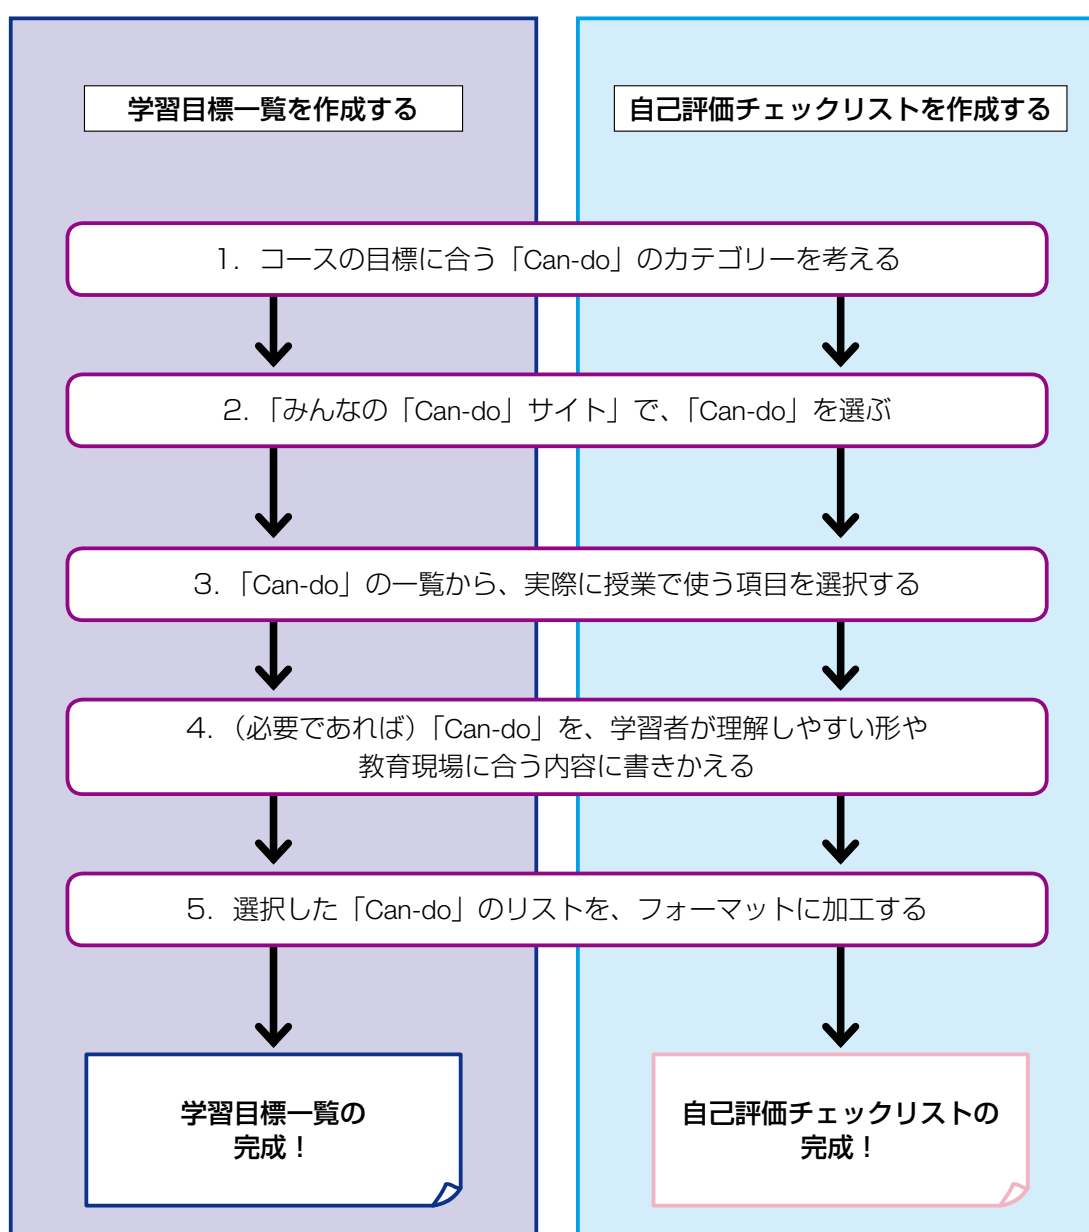 学習目標一覧を作成する
自己評価チェックリストを作成する
1．コースの目標に合う「Can-do」のカテゴリーを考える
2．「みんなの「Can-do」サイト」で、「Can-do」を選ぶ
3．「Can-do」の一覧から、実際に授業で使う項目を選択する
4．（必要であれば）「Can-do」を、学習者が理解しやすい形や
教育現場に合う内容に書きかえる
5．選択した「Can-do」のリストを、フォーマットに加工する
学習目標一覧の
完成！
自己評価チェックリストの
完成！